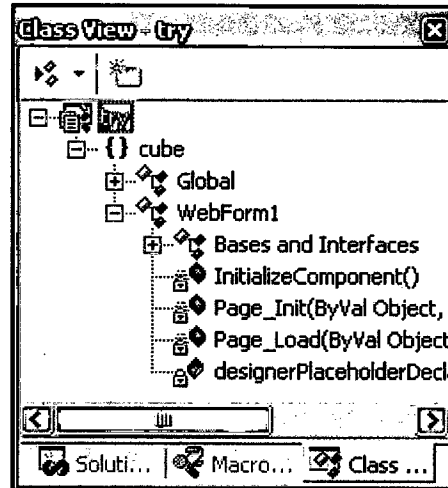 Class View - try
try
{} cube
Global
WebForm1
Bases and Interfaces
InitializeComponent()
Page_Init(ByVal Object,
Page_Load(ByVal Object
designerPlaceholderDecl
Soluti... Macro... Class ...